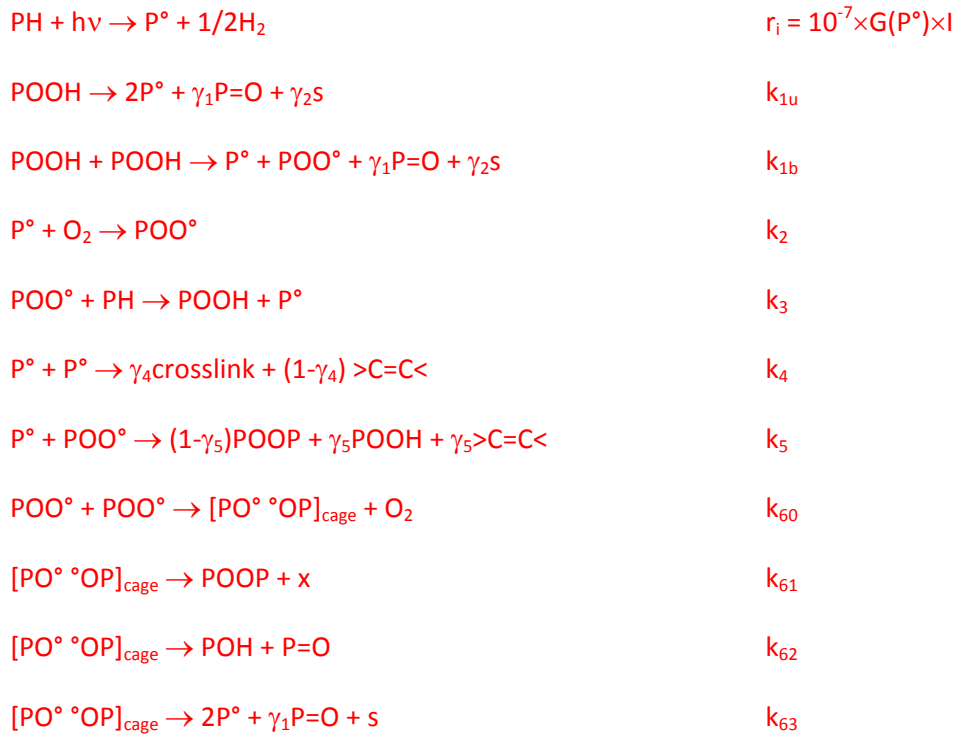 PH + hν → P° + 1/2H₂ rᵢ = 10⁻⁷×G(P°)×I
POOH → 2P° + γ₁P=O + γ₂s k₁ᵤ
POOH + POOH → P° + POO° + γ₁P=O + γ₂s k₁b
P° + O₂ → POO° k₂
POO° + PH → POOH + P° k₃
P° + P° → γ₄crosslink + (1-γ₄) >C=C< k₄
P° + POO° → (1-γ₅)POOP + γ₅POOH + γ₅>C=C< k₅
POO° + POO° → [PO° °OP]cage + O₂ k₆₀
[PO° °OP]cage → POOP + x k₆₁
[PO° °OP]cage → POH + P=O k₆₂
[PO° °OP]cage → 2P° + γ₁P=O + s k₆₃